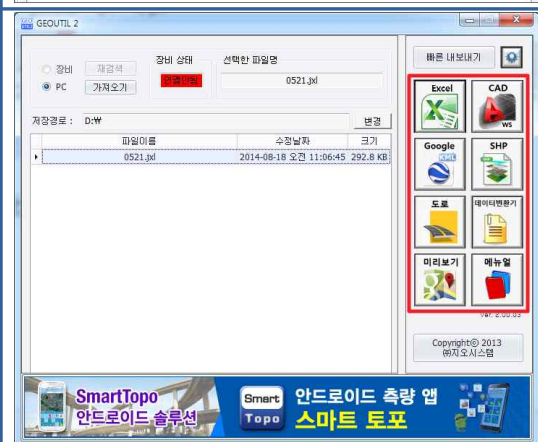 GEOUTIL 2
장비
재검색
PC
가져오기
장비 상태
연결안됨
선택한 파일명
0521.jxl
저장경로 : D:₩
변경
파일이름 수정날짜 크기
0521.jxl 2014-08-18 오전 11:06:45 292.8 KB
빠른 내보내기
Excel
CAD
WS
Google
KML
SHP
도로
데이터변환기
미리보기
메뉴얼
Ver. 2.00.03
Copyright© 2013
㈜지오시스템
SmartTopo
안드로이드 솔루션
Smart
Topo
안드로이드 측량 앱
스마트 토포